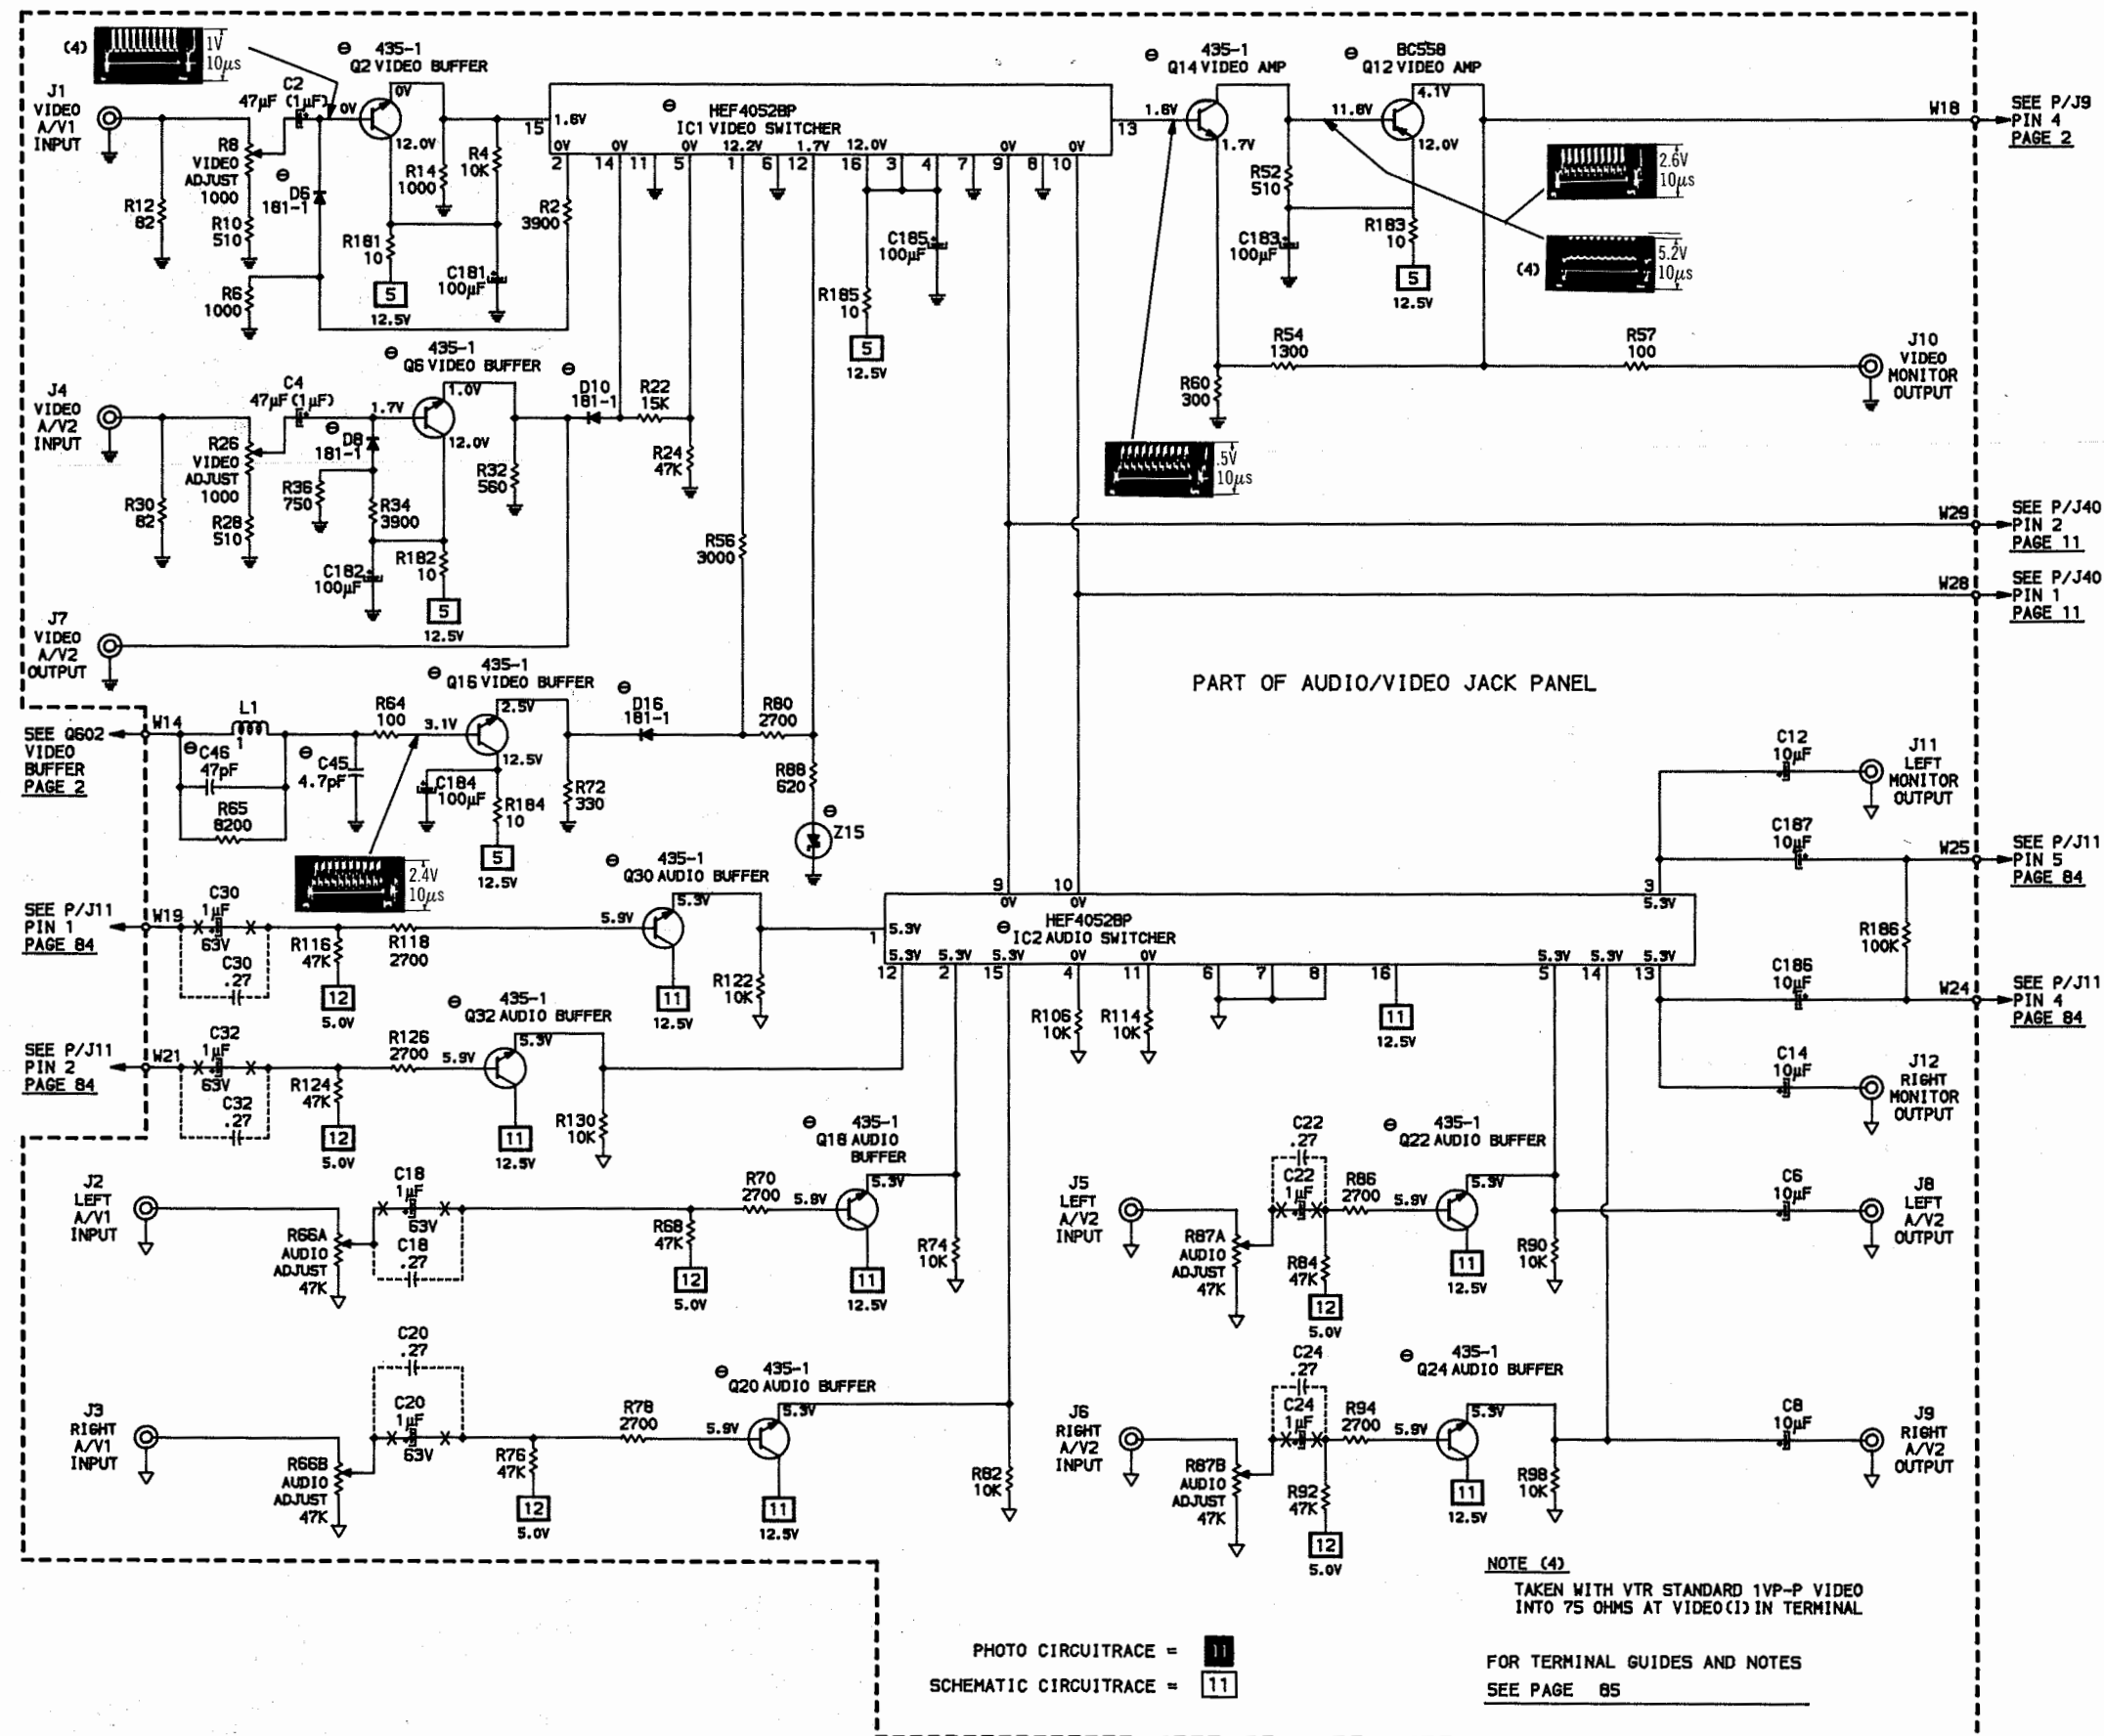 (4)
1V
10µs
435-1
Q2 VIDEO BUFFER
C2
47µF (1µF)
0V
0V
12.0V
J1
VIDEO
A/V1
INPUT
R8
VIDEO
ADJUST
1000
D6
181-1
R12
82
R10
510
R6
1000
R181
10
5
12.5V
R14
1000
R4
10K
C181
100µF
R2
3900
15
1.6V
HEF4052BP
IC1 VIDEO SWITCHER
0V
0V
0V
12.2V
1.7V
12.0V
0V
0V
2
14
11
5
1
6
12
16
3
4
7
9
8
10
13
C185
100µF
R185
10
5
12.5V
435-1
Q14 VIDEO AMP
1.6V
1.7V
BC558
Q12 VIDEO AMP
11.8V
4.1V
12.0V
R52
510
C183
100µF
R183
10
5
12.5V
2.6V
10µs
(4)
5.2V
10µs
W18
SEE P/J9
PIN 4
PAGE 2
R54
1300
R57
100
R60
300
J10
VIDEO
MONITOR
OUTPUT
.5V
10µs
435-1
Q6 VIDEO BUFFER
J4
VIDEO
A/V2
INPUT
C4
47µF (1µF)
1.7V
1.0V
12.0V
D8
181-1
R26
VIDEO
ADJUST
1000
R30
82
R28
510
R36
750
R34
3900
C182
100µF
R182
10
5
12.5V
R32
560
D10
181-1
R22
15K
R24
47K
R56
3000
W29
SEE P/J40
PIN 2
PAGE 11
W28
SEE P/J40
PIN 1
PAGE 11
J7
VIDEO
A/V2
OUTPUT
PART OF AUDIO/VIDEO JACK PANEL
SEE Q602
VIDEO
BUFFER
PAGE 2
W14
L1
1
C46
47pF
R65
8200
C45
4.7pF
R64
100
3.1V
435-1
Q16 VIDEO BUFFER
2.5V
12.5V
C184
100µF
R184
10
5
12.5V
R72
330
D16
181-1
R80
2700
R88
620
Z15
2.4V
10µs
C12
10µF
J11
LEFT
MONITOR
OUTPUT
C187
10µF
W25
SEE P/J11
PIN 5
PAGE 84
R186
100K
C186
10µF
W24
SEE P/J11
PIN 4
PAGE 84
C14
10µF
J12
RIGHT
MONITOR
OUTPUT
SEE P/J11
PIN 1
PAGE 84
W19
C30
1µF
63V
C30
.27
R116
47K
12
5.0V
R118
2700
5.9V
435-1
Q30 AUDIO BUFFER
5.3V
11
12.5V
R122
10K
9
10
3
0V
0V
5.3V
1
5.3V
HEF4052BP
IC2 AUDIO SWITCHER
5.3V
5.3V
5.3V
0V
0V
5.3V
5.3V
5.3V
12
2
15
4
11
6
7
8
16
5
14
13
R106
10K
R114
10K
11
12.5V
SEE P/J11
PIN 2
PAGE 84
W21
C32
1µF
63V
C32
.27
R124
47K
12
5.0V
R126
2700
5.9V
435-1
Q32 AUDIO BUFFER
5.3V
11
12.5V
R130
10K
J2
LEFT
A/V1
INPUT
R66A
AUDIO
ADJUST
47K
C18
1µF
63V
C18
.27
R68
47K
12
5.0V
R70
2700
5.9V
435-1
Q18 AUDIO
BUFFER
5.3V
11
12.5V
R74
10K
J5
LEFT
A/V2
INPUT
R87A
AUDIO
ADJUST
47K
C22
.27
C22
1µF
R84
47K
12
5.0V
R86
2700
5.9V
435-1
Q22 AUDIO BUFFER
5.3V
11
12.5V
R90
10K
C6
10µF
J8
LEFT
A/V2
OUTPUT
J3
RIGHT
A/V1
INPUT
R66B
AUDIO
ADJUST
47K
C20
.27
C20
1µF
63V
R76
47K
12
5.0V
R78
2700
5.9V
435-1
Q20 AUDIO BUFFER
5.3V
11
12.5V
R82
10K
J6
RIGHT
A/V2
INPUT
R87B
AUDIO
ADJUST
47K
C24
.27
C24
1µF
R92
47K
12
5.0V
R94
2700
5.9V
435-1
Q24 AUDIO BUFFER
5.3V
11
12.5V
R98
10K
C8
10µF
J9
RIGHT
A/V2
OUTPUT
NOTE (4)
TAKEN WITH VTR STANDARD 1VP-P VIDEO
INTO 75 OHMS AT VIDEO(I) IN TERMINAL
PHOTO CIRCUITRACE = 11
SCHEMATIC CIRCUITRACE = 11
FOR TERMINAL GUIDES AND NOTES
SEE PAGE 85